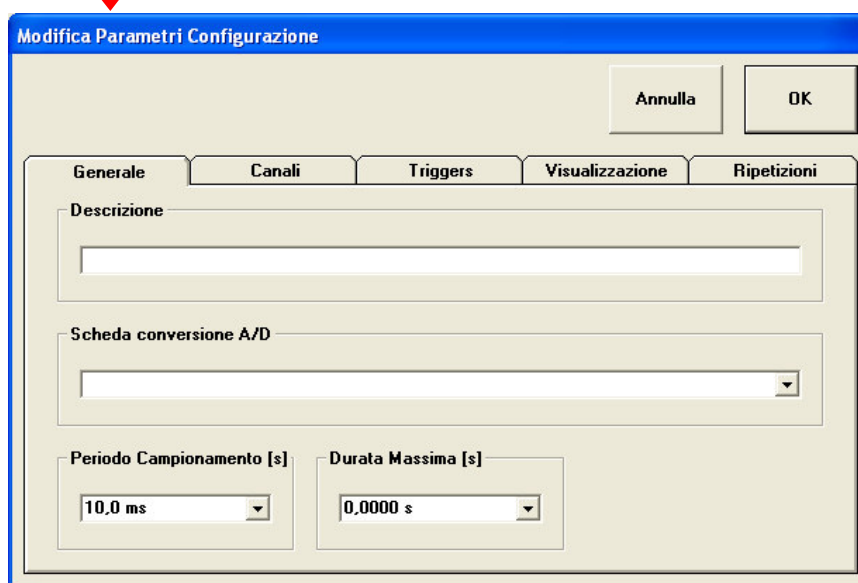 Modifica Parametri Configurazione
Annulla OK
Generale Canali Triggers Visualizzazione Ripetizioni
Descrizione
Scheda conversione A/D
Periodo Campionamento [s] Durata Massima [s]
10,0 ms 0,0000 s